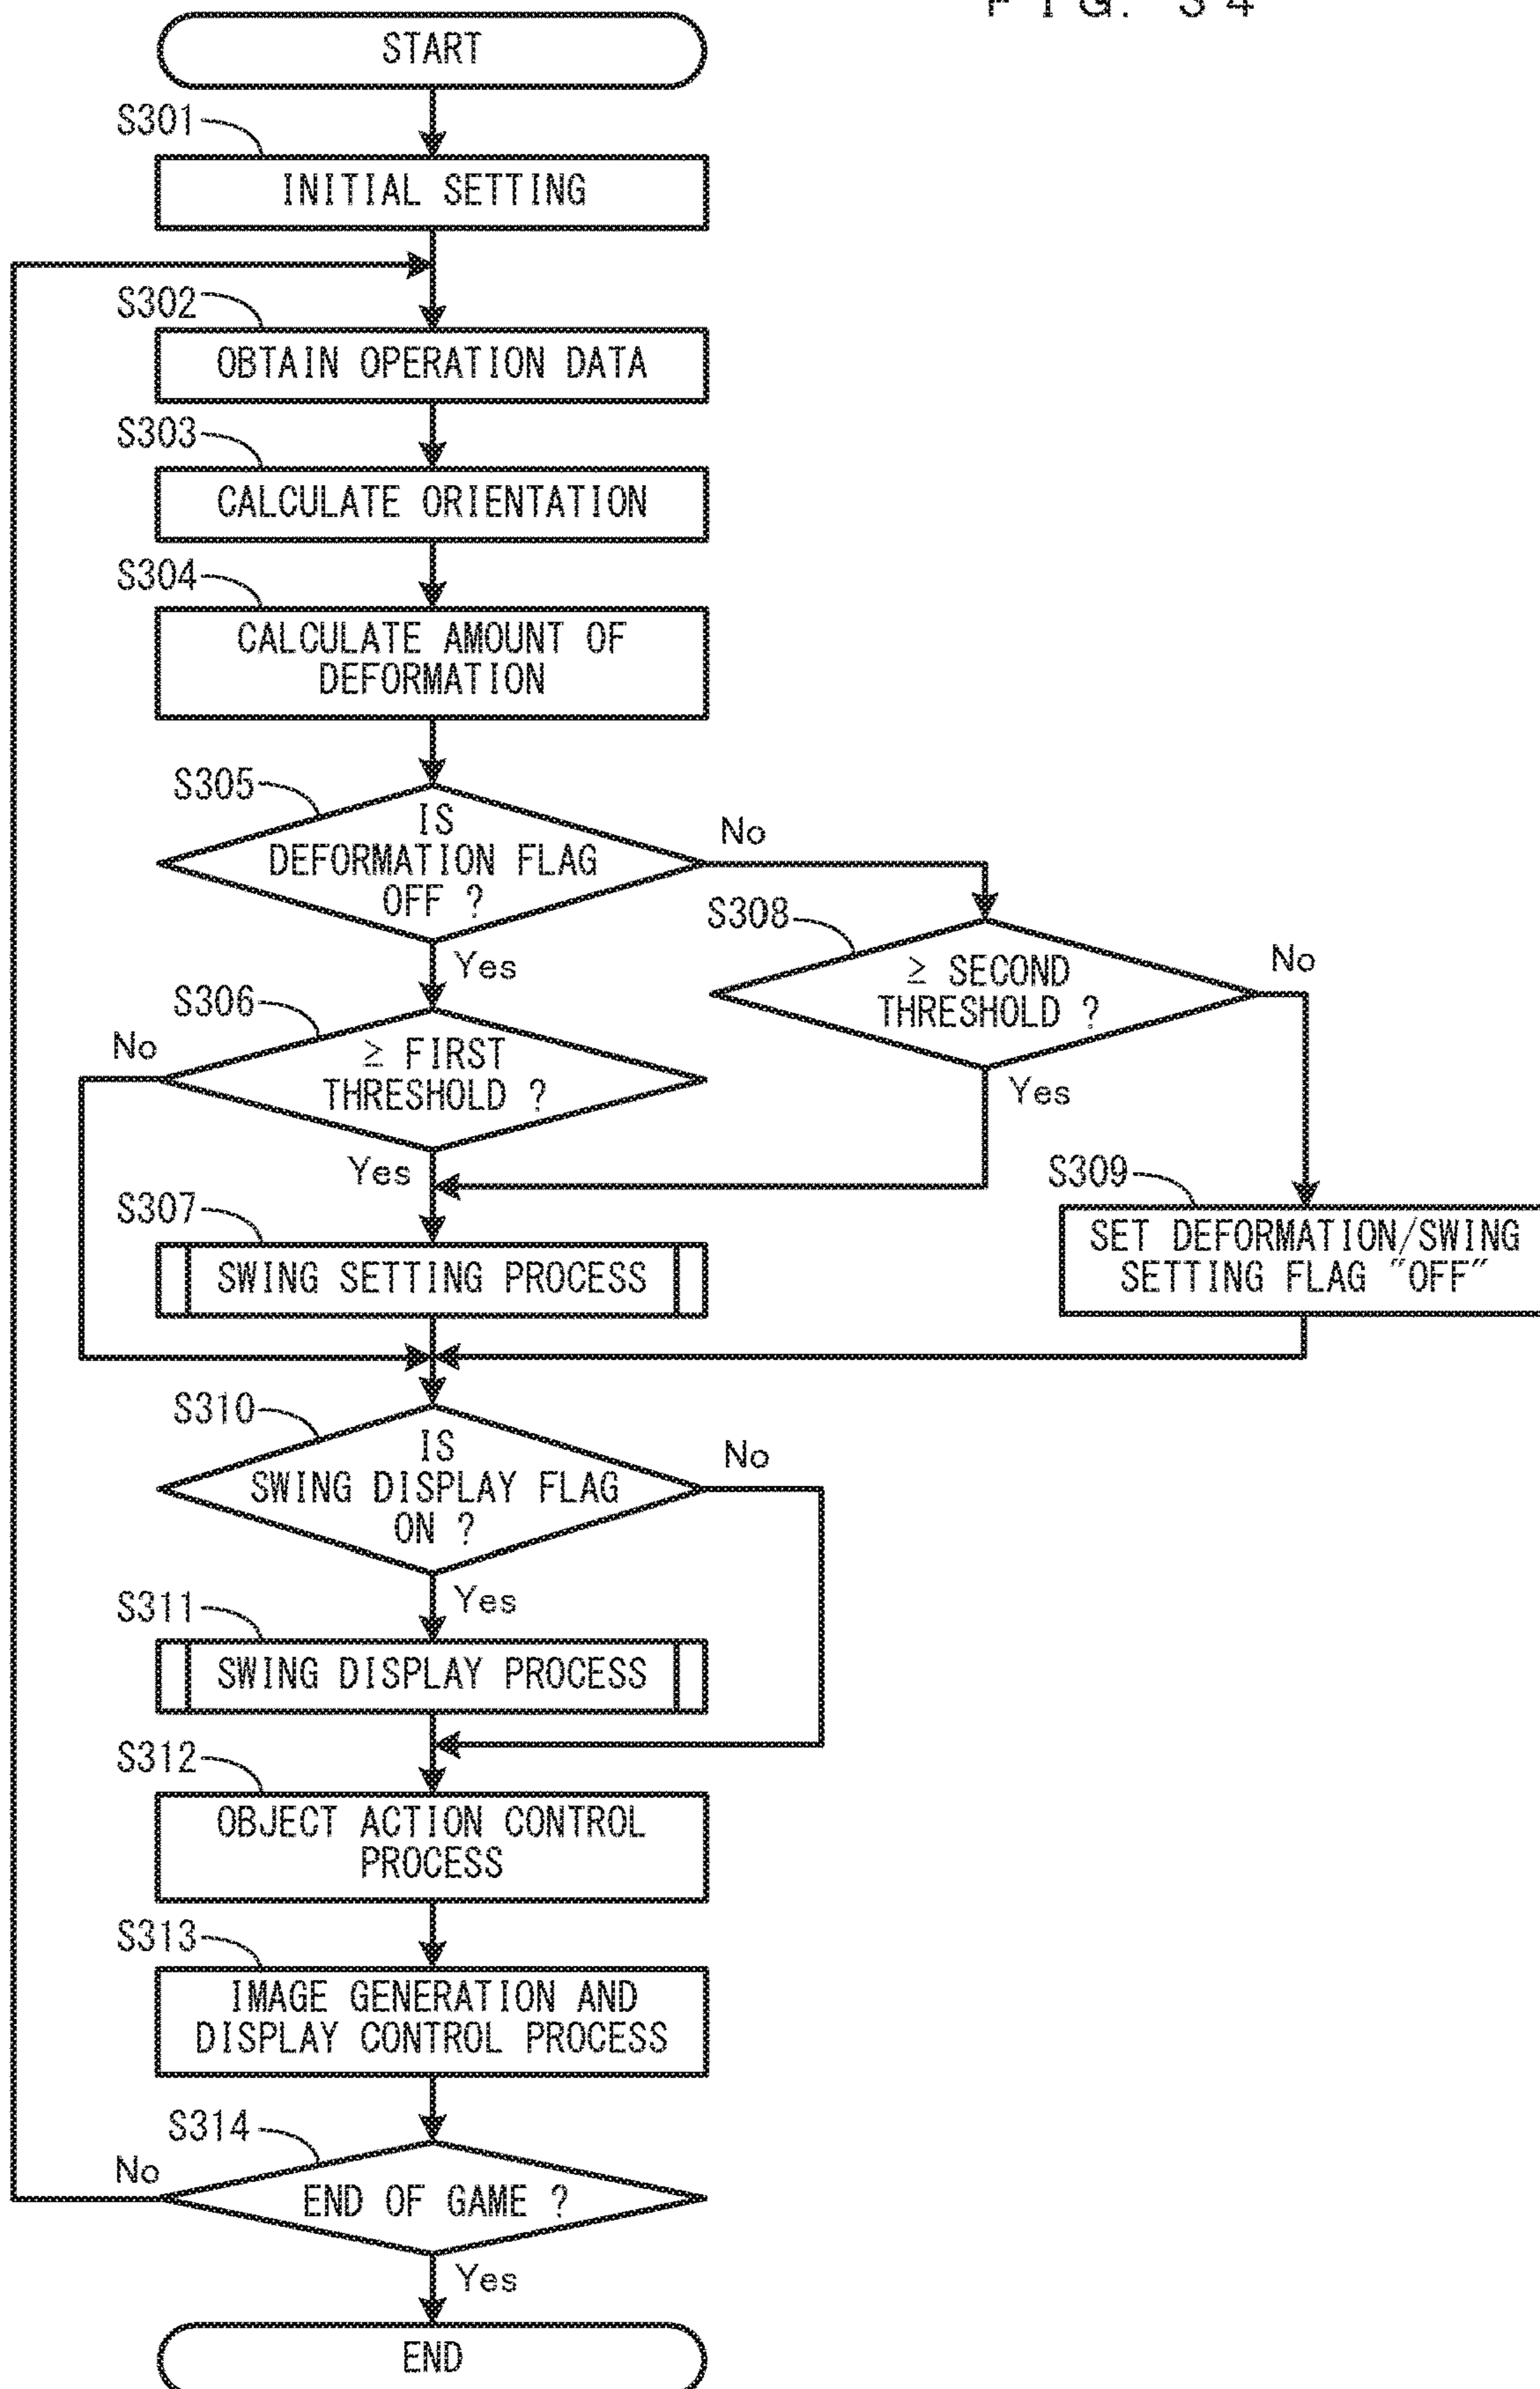 FIG. 34
START
S301
INITIAL SETTING
S302
OBTAIN OPERATION DATA
S303
CALCULATE ORIENTATION
S304
CALCULATE AMOUNT OF
DEFORMATION
S305
IS
DEFORMATION FLAG
OFF ?
No
Yes
S308
≥ SECOND
THRESHOLD ?
No
Yes
S306
≥ FIRST
THRESHOLD ?
No
Yes
S309
SET DEFORMATION/SWING
SETTING FLAG "OFF"
S307
SWING SETTING PROCESS
S310
IS
SWING DISPLAY FLAG
ON ?
No
Yes
S311
SWING DISPLAY PROCESS
S312
OBJECT ACTION CONTROL
PROCESS
S313
IMAGE GENERATION AND
DISPLAY CONTROL PROCESS
S314
END OF GAME ?
No
Yes
END